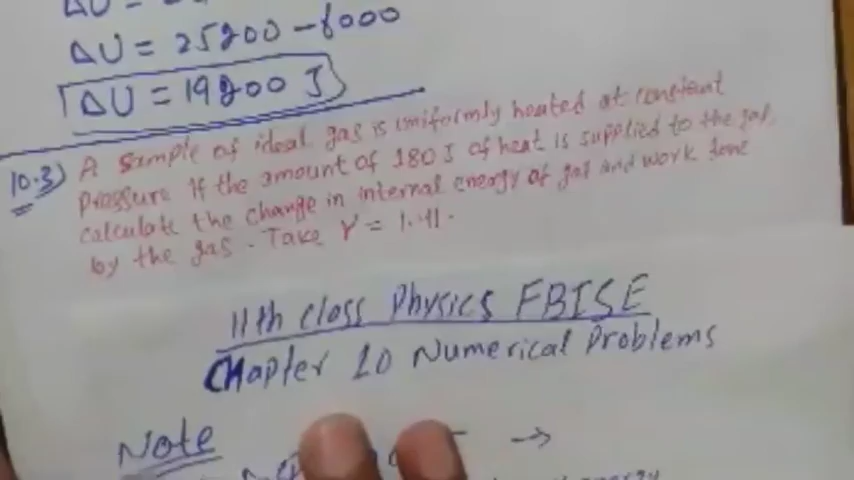 ΔU =
ΔU = 25200 - 6000
ΔU = 19200 J
10.3) A sample of ideal gas is uniformly heated at constant
pressure if the amount of 180 J of heat is supplied to the gas,
calculate the change in internal energy of gas and work done
by the gas. Take γ = 1.41.
11th class Physics FBISE
Chapter 10 Numerical Problems
Note
→
energy